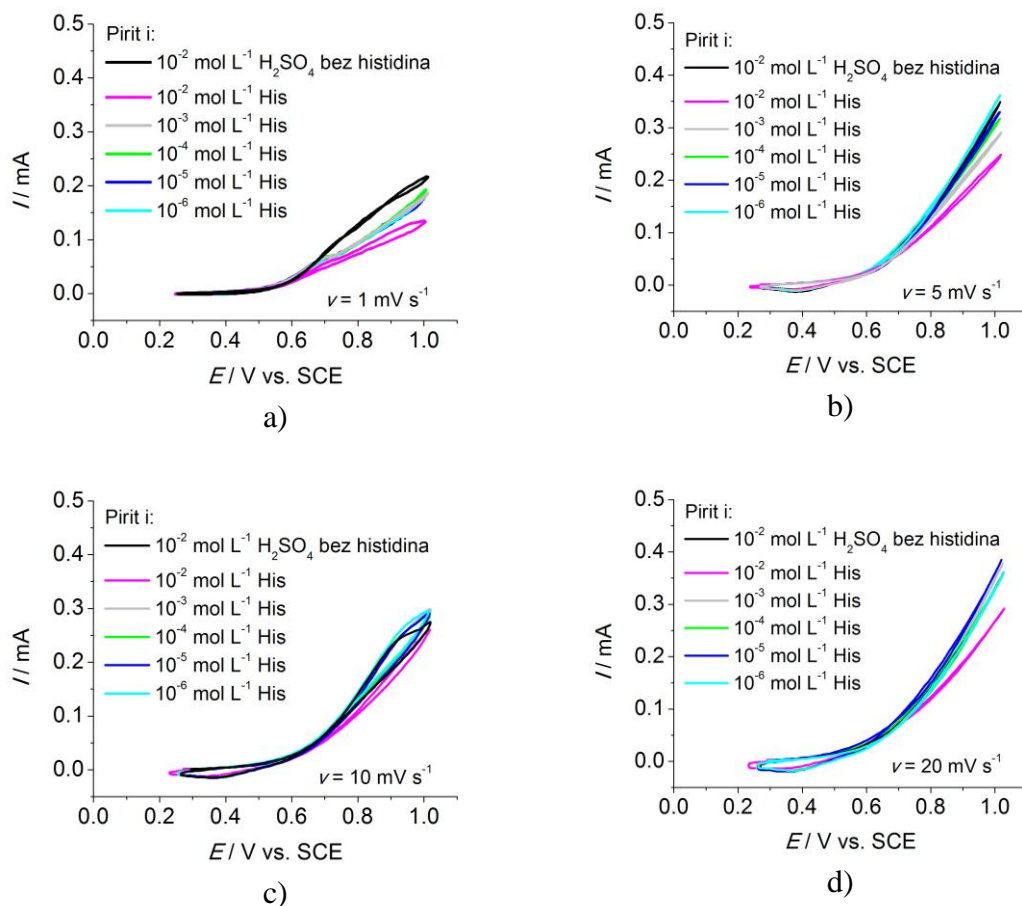 0.5
0.4
0.3
0.2
0.1
0.0
I / mA
Pirit i:
10⁻² mol L⁻¹ H₂SO₄ bez histidina
10⁻² mol L⁻¹ His
10⁻³ mol L⁻¹ His
10⁻⁴ mol L⁻¹ His
10⁻⁵ mol L⁻¹ His
10⁻⁶ mol L⁻¹ His
ν = 1 mV s⁻¹
0.0 0.2 0.4 0.6 0.8 1.0
E / V vs. SCE
a)
0.5
0.4
0.3
0.2
0.1
0.0
I / mA
Pirit i:
10⁻² mol L⁻¹ H₂SO₄ bez histidina
10⁻² mol L⁻¹ His
10⁻³ mol L⁻¹ His
10⁻⁴ mol L⁻¹ His
10⁻⁵ mol L⁻¹ His
10⁻⁶ mol L⁻¹ His
ν = 5 mV s⁻¹
0.0 0.2 0.4 0.6 0.8 1.0
E / V vs. SCE
b)
0.5
0.4
0.3
0.2
0.1
0.0
I / mA
Pirit i:
10⁻² mol L⁻¹ H₂SO₄ bez histidina
10⁻² mol L⁻¹ His
10⁻³ mol L⁻¹ His
10⁻⁴ mol L⁻¹ His
10⁻⁵ mol L⁻¹ His
10⁻⁶ mol L⁻¹ His
ν = 10 mV s⁻¹
0.0 0.2 0.4 0.6 0.8 1.0
E / V vs. SCE
c)
0.5
0.4
0.3
0.2
0.1
0.0
I / mA
Pirit i:
10⁻² mol L⁻¹ H₂SO₄ bez histidina
10⁻² mol L⁻¹ His
10⁻³ mol L⁻¹ His
10⁻⁴ mol L⁻¹ His
10⁻⁵ mol L⁻¹ His
10⁻⁶ mol L⁻¹ His
ν = 20 mV s⁻¹
0.0 0.2 0.4 0.6 0.8 1.0
E / V vs. SCE
d)